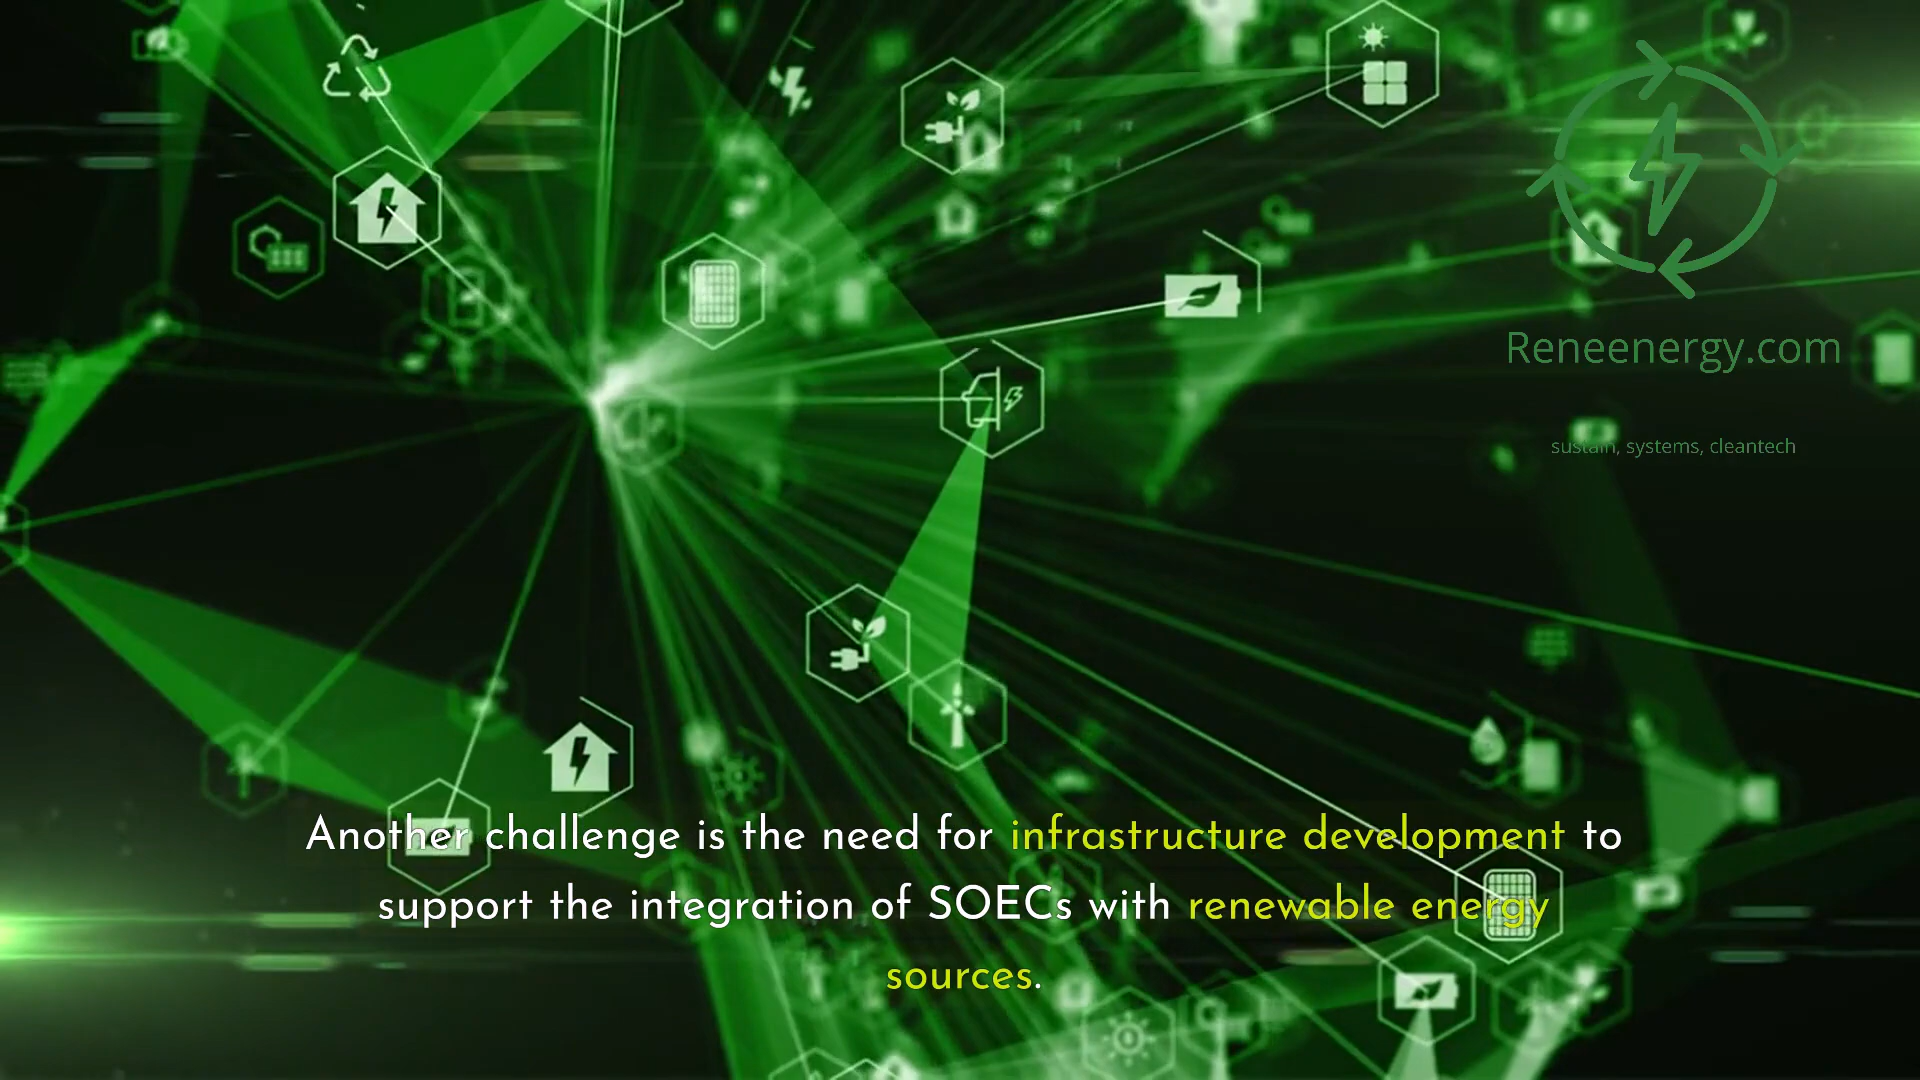 Reneenergy.com
sustain, systems, cleantech
Another challenge is the need for infrastructure development to
support the integration of SOECs with renewable energy
sources.